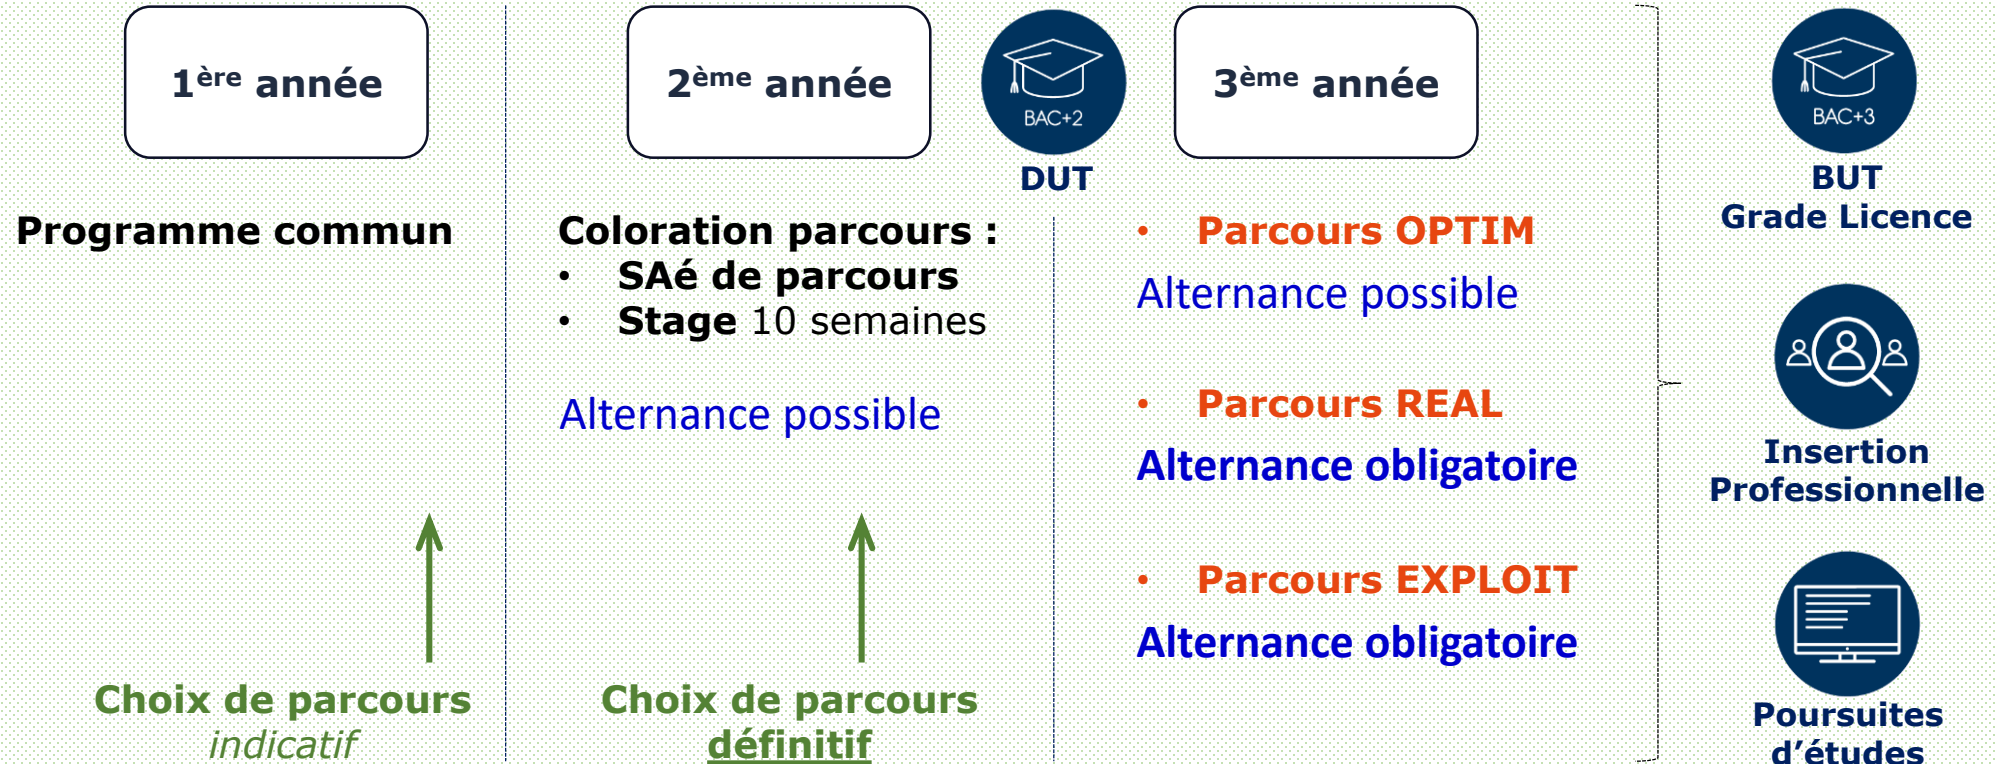 1ère année
Programme commun
Choix de parcours
indicatif
2ème année
BAC+2
DUT
Coloration parcours :
• SAé de parcours
• Stage 10 semaines
Alternance possible
Choix de parcours
définitif
3ème année
• Parcours OPTIM
Alternance possible
• Parcours REAL
Alternance obligatoire
• Parcours EXPLOIT
Alternance obligatoire
BAC+3
BUT
Grade Licence
Insertion
Professionnelle
Poursuites
d'études